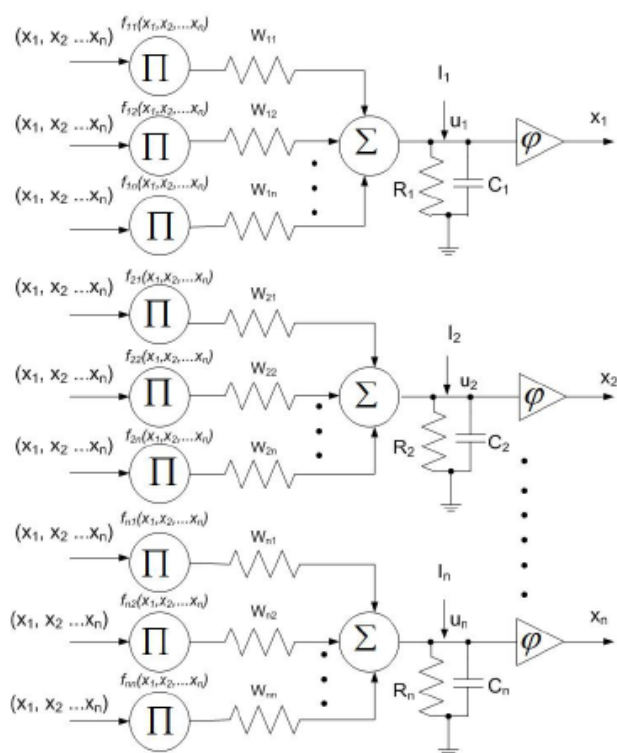 f₁₁(x₁,x₂,...xₙ)
(x₁, x₂ ...xₙ) ∏ W₁₁
f₁₂(x₁,x₂,...xₙ)
(x₁, x₂ ...xₙ) ∏ W₁₂ Σ I₁ u₁ φ x₁
f₁ₙ(x₁,x₂,...xₙ)
R₁ C₁
(x₁, x₂ ...xₙ) ∏ W₁ₙ
f₂₁(x₁,x₂,...xₙ)
(x₁, x₂ ...xₙ) ∏ W₂₁
f₂₂(x₁,x₂,...xₙ)
(x₁, x₂ ...xₙ) ∏ W₂₂ Σ I₂ u₂ φ x₂
f₂ₙ(x₁,x₂,...xₙ)
R₂ C₂
(x₁, x₂ ...xₙ) ∏ W₂ₙ
fₙ₁(x₁,x₂,...xₙ)
(x₁, x₂ ...xₙ) ∏ Wₙ₁
fₙ₂(x₁,x₂,...xₙ)
(x₁, x₂ ...xₙ) ∏ Wₙ₂ Σ Iₙ uₙ φ xₙ
fₙₙ(x₁,x₂,...xₙ)
Rₙ Cₙ
(x₁, x₂ ...xₙ) ∏ Wₙₙ